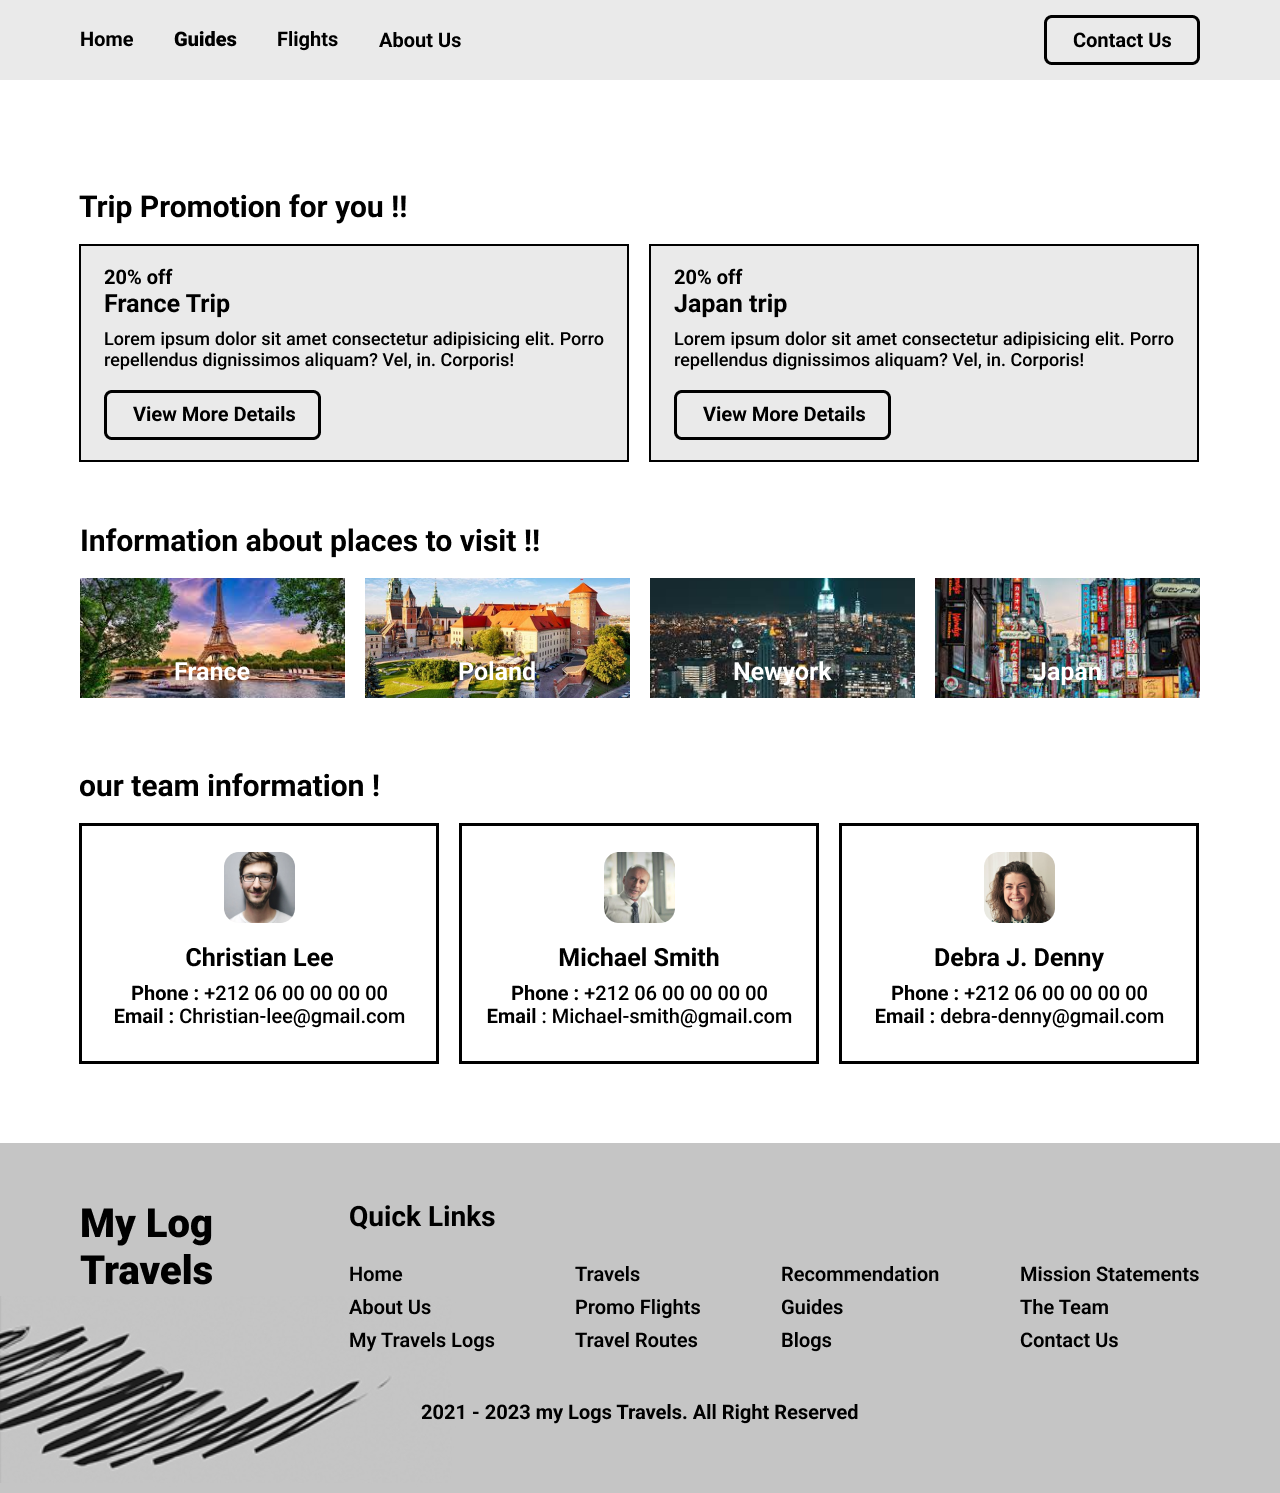 Home Guides Flights About Us Contact Us
Trip Promotion for you !!
20% off
France Trip
Lorem ipsum dolor sit amet consectetur adipisicing elit. Porro
repellendus dignissimos aliquam? Vel, in. Corporis!
View More Details
20% off
Japan trip
Lorem ipsum dolor sit amet consectetur adipisicing elit. Porro
repellendus dignissimos aliquam? Vel, in. Corporis!
View More Details
Information about places to visit !!
France
Poland
Newyork
Japan
our team information !
Christian Lee
Phone : +212 06 00 00 00 00
Email : Christian-lee@gmail.com
Michael Smith
Phone : +212 06 00 00 00 00
Email : Michael-smith@gmail.com
Debra J. Denny
Phone : +212 06 00 00 00 00
Email : debra-denny@gmail.com
My Log
Travels
Quick Links
Home
About Us
My Travels Logs
Travels
Promo Flights
Travel Routes
Recommendation
Guides
Blogs
Mission Statements
The Team
Contact Us
2021 - 2023 my Logs Travels. All Right Reserved